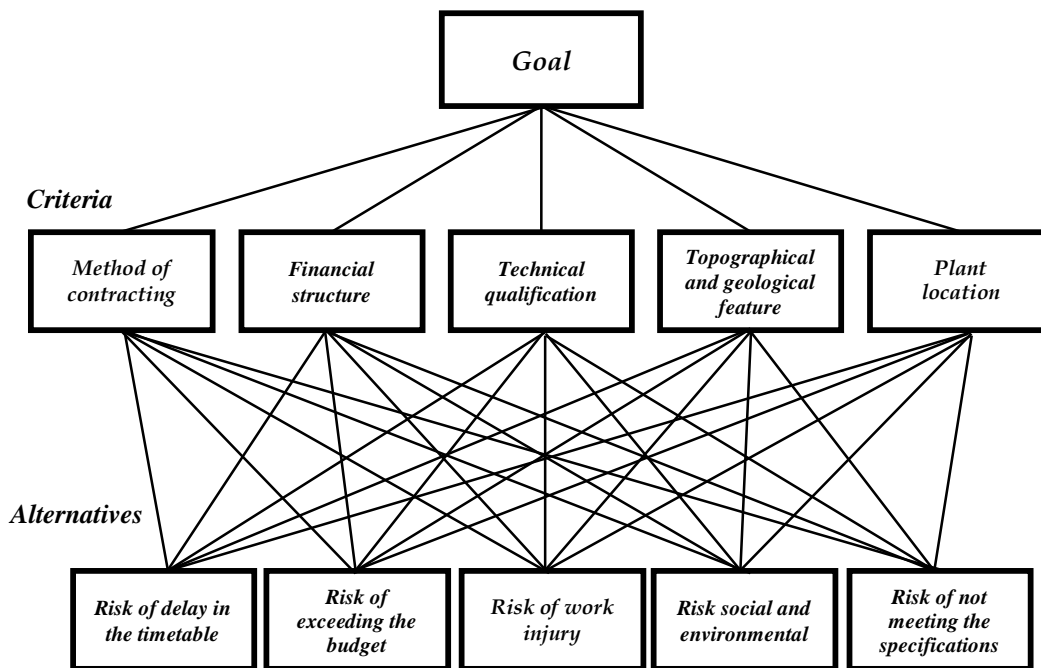 Goal
Criteria
Method of
contracting
Financial
structure
Technical
qualification
Topographical
and geological
feature
Plant
location
Alternatives
Risk of delay in
the timetable
Risk of
exceeding the
budget
Risk of work
injury
Risk social and
environmental
Risk of not
meeting the
specifications